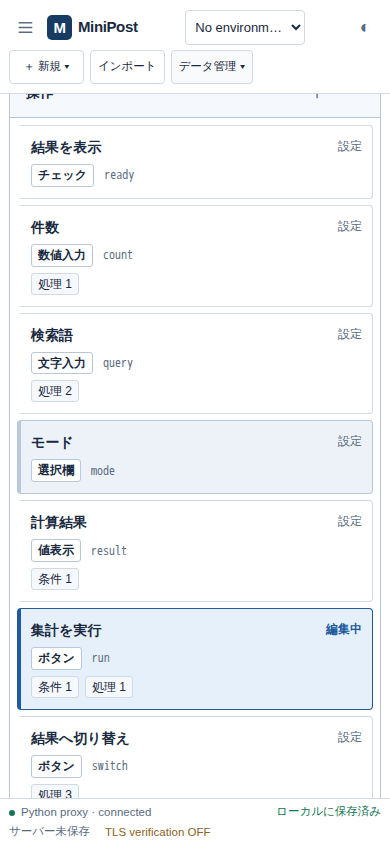 M MiniPost No environm…
＋ 新規 ▾ インポート データ管理 ▾
操作
結果を表示 設定
チェック ready
件数 設定
数値入力 count
処理 1
検索語 設定
文字入力 query
処理 2
モード 設定
選択欄 mode
計算結果 設定
値表示 result
条件 1
集計を実行 編集中
ボタン run
条件 1 処理 1
結果へ切り替え 設定
ボタン switch
処理 3
Python proxy · connected ローカルに保存済み
サーバー未保存 TLS verification OFF